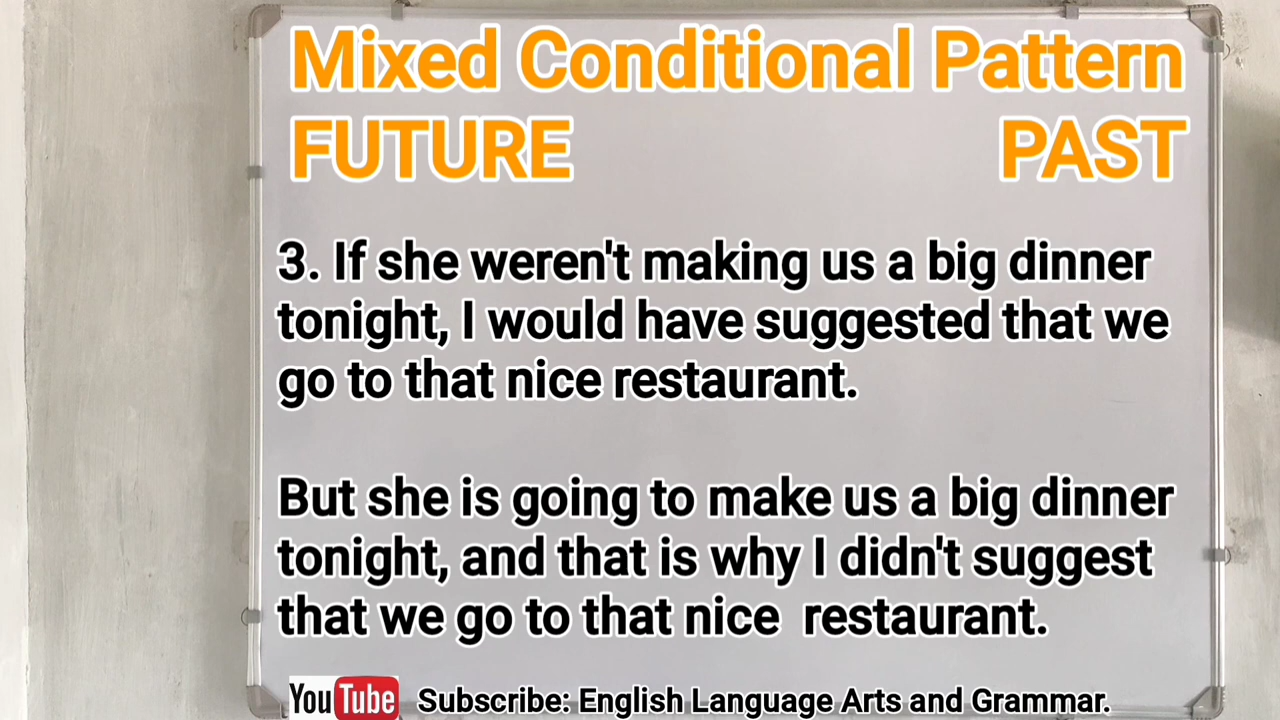 Mixed Conditional Pattern
FUTURE PAST
3. If she weren't making us a big dinner
tonight, I would have suggested that we
go to that nice restaurant.
But she is going to make us a big dinner
tonight, and that is why I didn't suggest
that we go to that nice restaurant.
YouTube Subscribe: English Language Arts and Grammar.